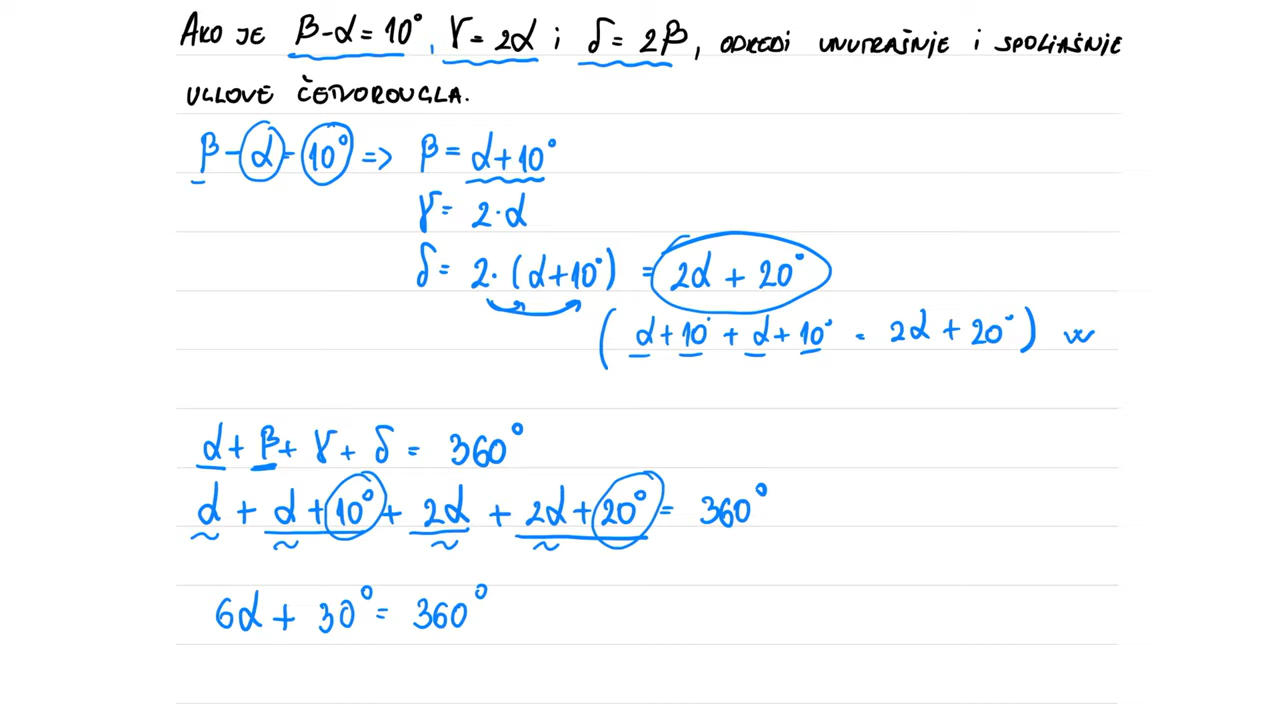 AKO JE β-α=10°, γ=2α i δ=2β, ODREDI UNUTRAŠNJE I SPOLJAŠNJE
UGLOVE ČETVOROUGLA.
β-α=10° => β= α+10°
γ= 2·α
δ= 2·(α+10°) = 2α + 20°
(α+10° + α+10° = 2α+20°)
α+β+γ+δ= 360°
α + α+10° + 2α + 2α+20° = 360°
6α + 30° = 360°